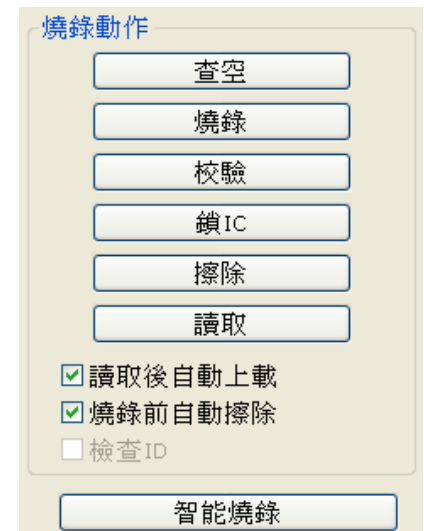 燒錄動作
查空
燒錄
校驗
鎖IC
擦除
讀取
讀取後自動上載
燒錄前自動擦除
檢查ID
智能燒錄